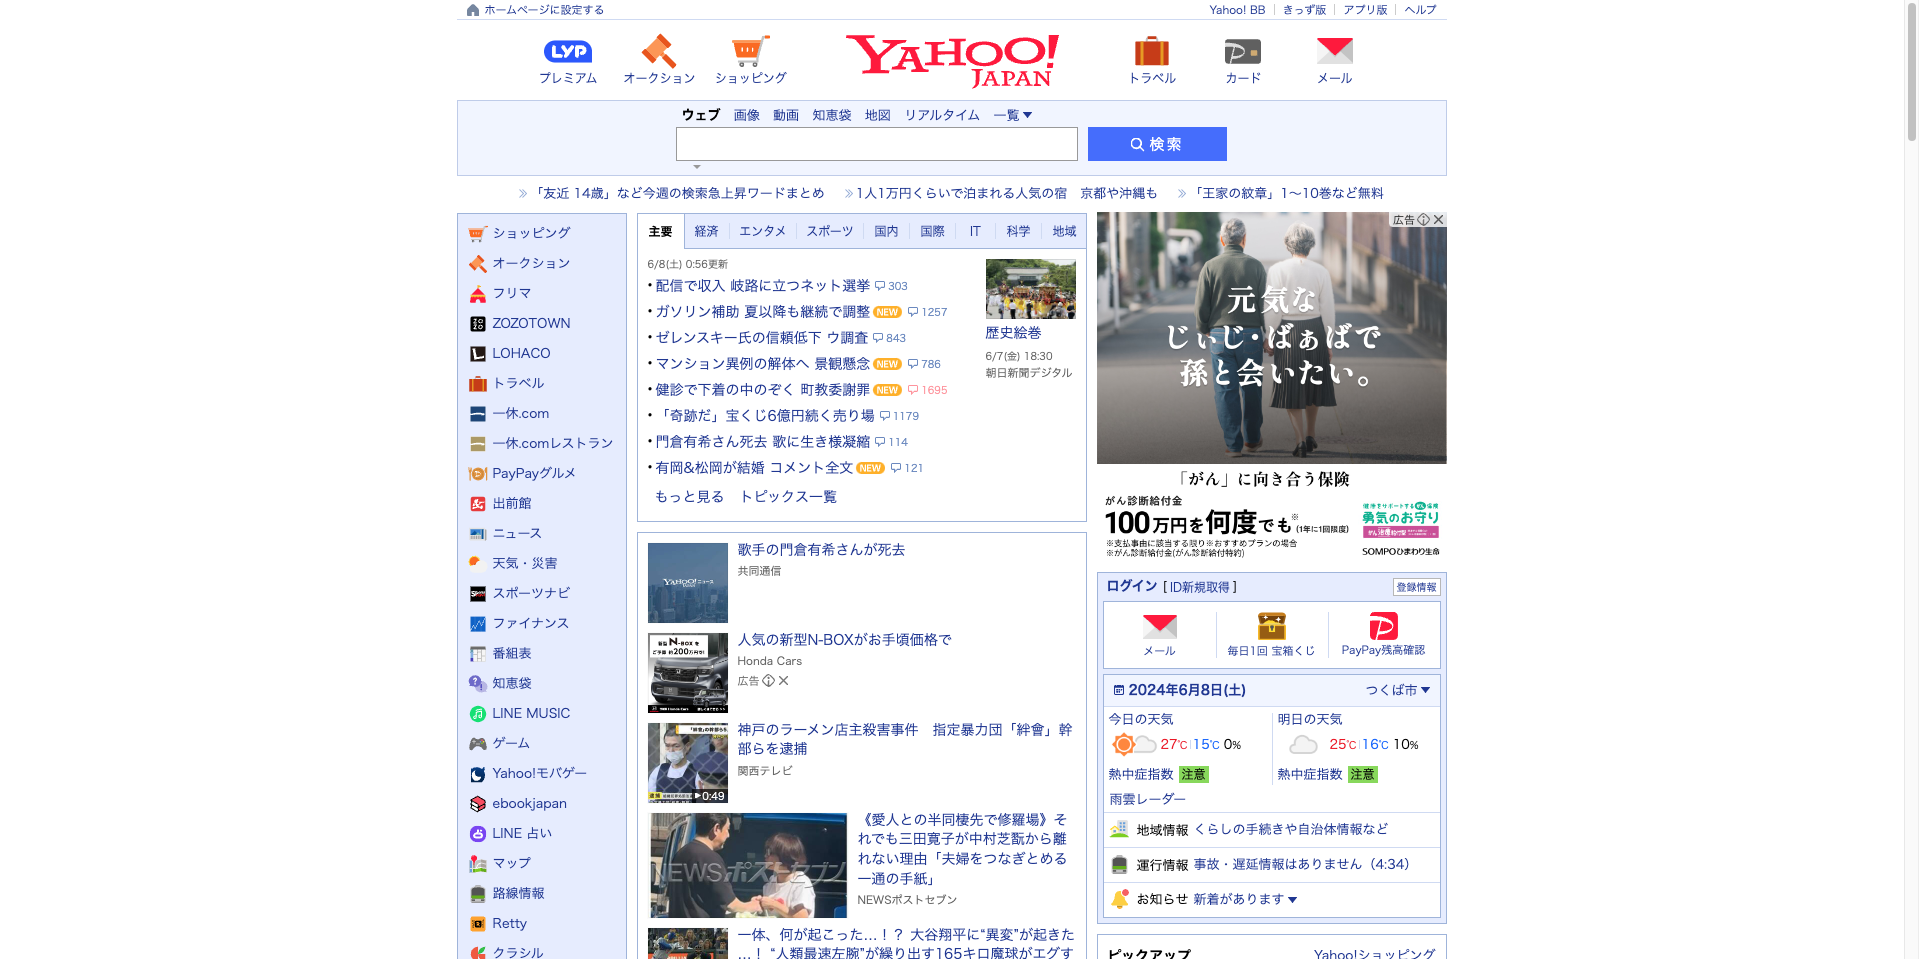 ホームページに設定する
Yahoo! BB
きっず版
アプリ版
ヘルプ
LYP
プレミアム
オークション
ショッピング
YAHOO!
JAPAN
トラベル
カード
メール
ウェブ 画像 動画 知恵袋 地図 リアルタイム 一覧
検索
「友近 14歳」など今週の検索急上昇ワードまとめ
1人1万円くらいで泊まれる人気の宿 京都や沖縄も
「王家の紋章」1〜10巻など無料
ショッピング
オークション
フリマ
ZOZOTOWN
LOHACO
トラベル
一休.com
一休.comレストラン
PayPayグルメ
出前館
ニュース
天気・災害
スポーツナビ
ファイナンス
番組表
知恵袋
LINE MUSIC
ゲーム
Yahoo!モバゲー
ebookjapan
LINE 占い
マップ
路線情報
Retty
クラシル
主要 経済 エンタメ スポーツ 国内 国際 IT 科学 地域
6/8(土) 0:56更新
・配信で収入 岐路に立つネット選挙 303
・ガソリン補助 夏以降も継続で調整 NEW 1257
・ゼレンスキー氏の信頼低下 ウ調査 843
・マンション異例の解体へ 景観懸念 NEW 786
・健診で下着の中のぞく 町教委謝罪 NEW 1695
・「奇跡だ」宝くじ6億円続く売り場 1179
・門倉有希さん死去 歌に生き様凝縮 114
・有岡&松岡が結婚 コメント全文 NEW 121
もっと見る トピックス一覧
歴史絵巻
6/7(金) 18:30
朝日新聞デジタル
YAHOO!ニュース
歌手の門倉有希さんが死去
共同通信
新型 N-BOX を
ご予算 約200万円で!
人気の新型N-BOXがお手頃価格で
Honda Cars
広告
0:49
神戸のラーメン店主殺害事件 指定暴力団「絆會」幹
部らを逮捕
関西テレビ
NEWSポストセブン
《愛人との半同棲先で修羅場》そ
れでも三田寛子が中村芝翫から離
れない理由「夫婦をつなぎとめる
一通の手紙」
NEWSポストセブン
一体、何が起こった…！？ 大谷翔平に“異変”が起きた
…！ “人類最速左腕”が繰り出す165キロ魔球がエグす
広告
元気な
じぃじ・ばぁばで
孫と会いたい。
「がん」に向き合う保険
がん診断給付金
100万円を何度でも※
(1年に1回限度)
※支払事由に該当する限り※おすすめプランの場合
※がん診断給付金(がん診断給付特約)
健康をサポートするがん保険
勇気のお守り
SOMPOひまわり生命
ログイン [ ID新規取得 ]
登録情報
メール
毎日1回 宝箱くじ
PayPay残高確認
2024年6月8日(土)
つくば市
今日の天気
27℃ 15℃ 0%
熱中症指数 注意
明日の天気
25℃ 16℃ 10%
熱中症指数 注意
雨雲レーダー
地域情報 くらしの手続きや自治体情報など
運行情報 事故・遅延情報はありません（4:34）
お知らせ 新着があります
ピックアップ
Yahoo!ショッピング